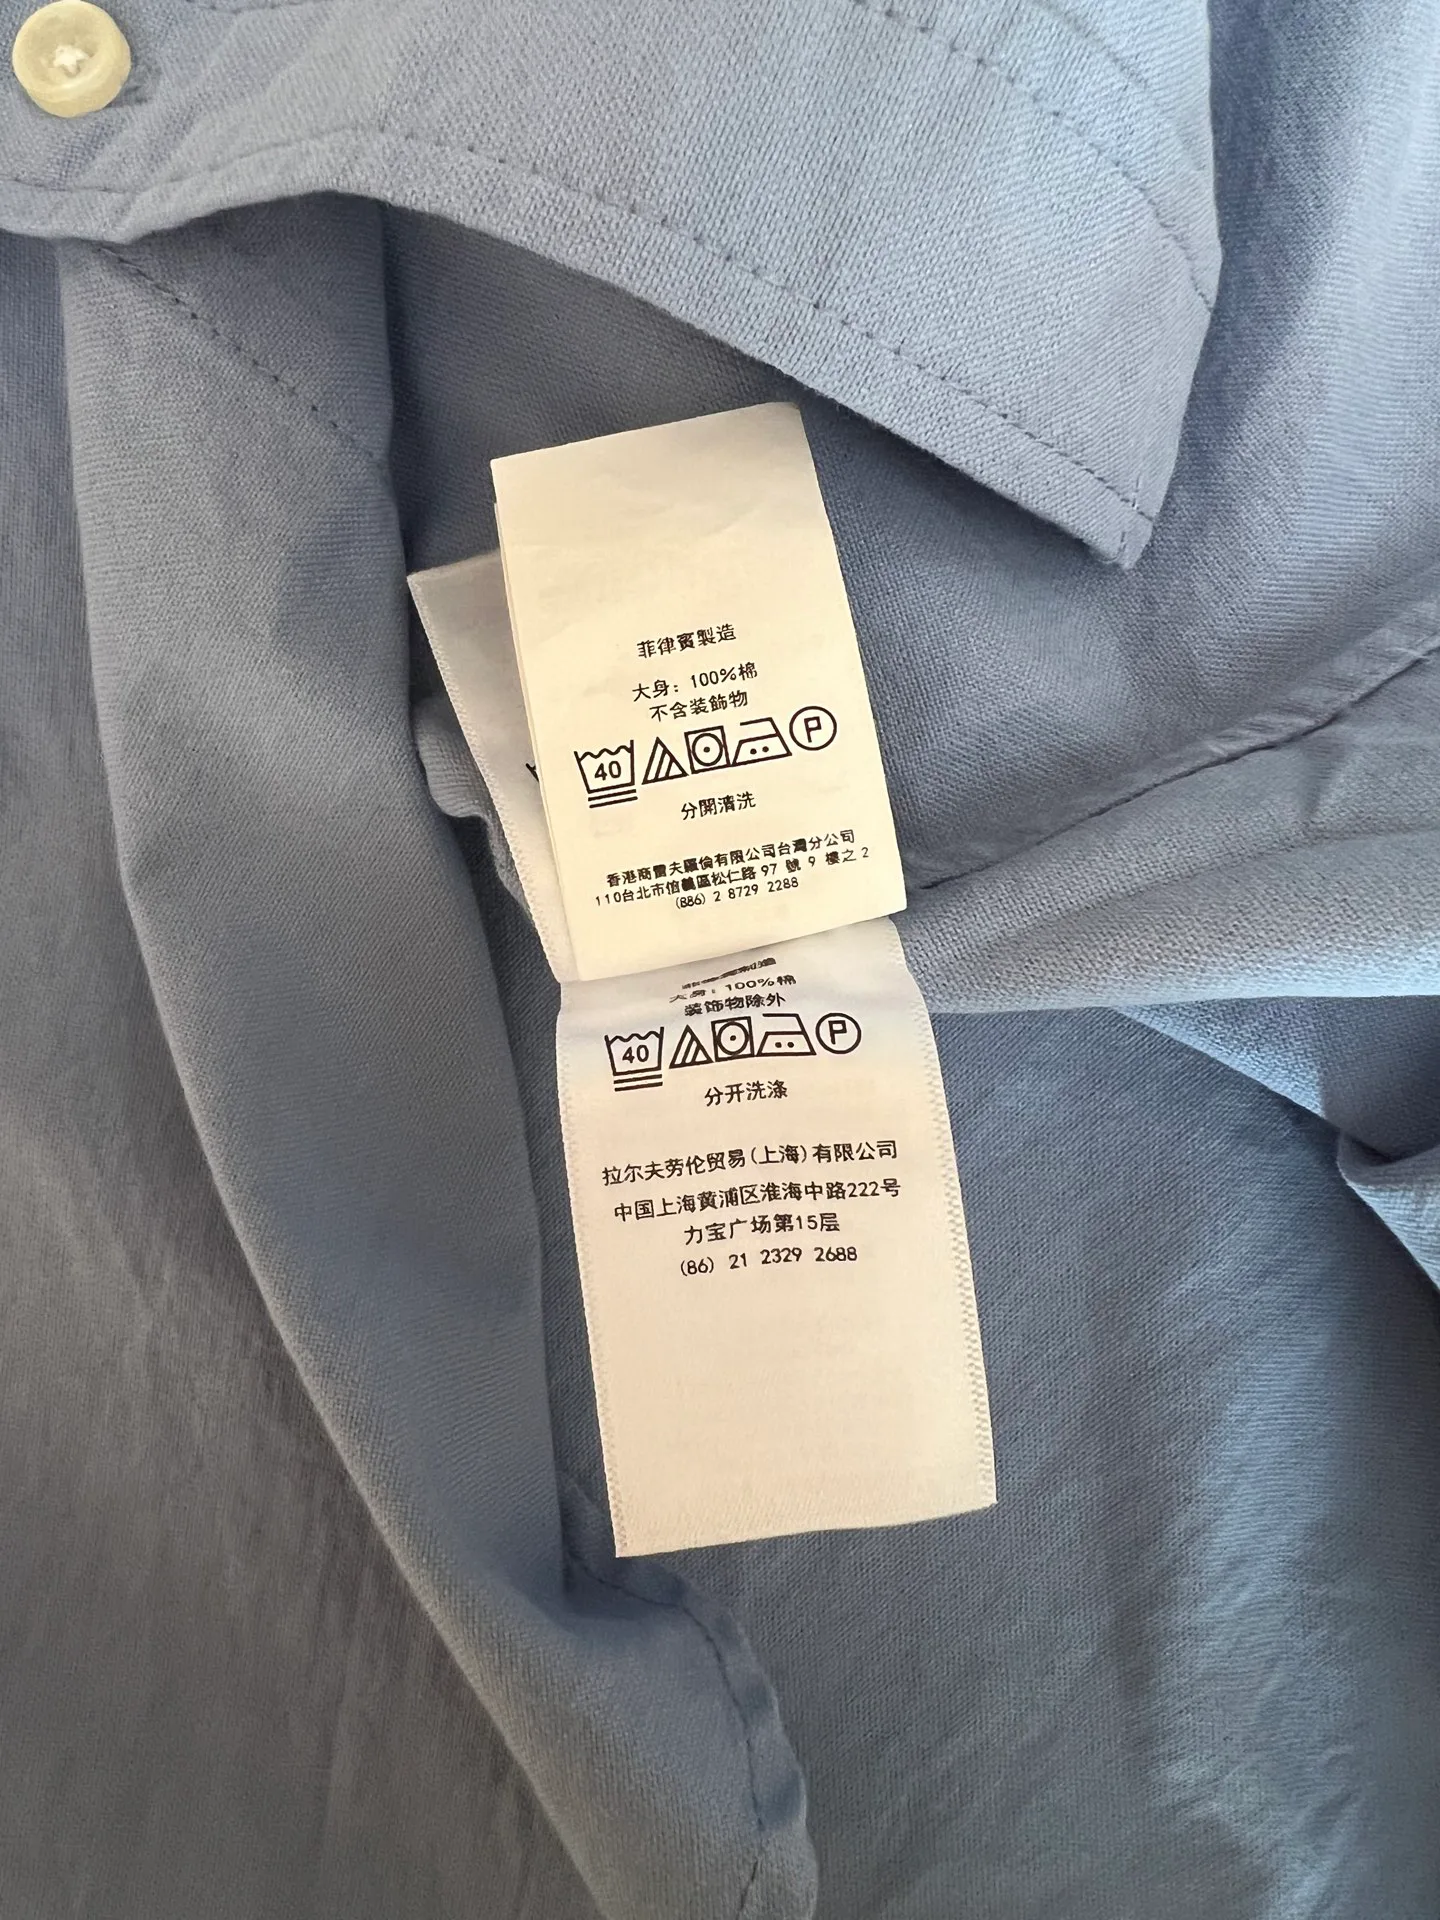 菲律賓製造
大身: 100%棉
不含裝飾物
40
P
分開清洗
香港商雷夫羅倫有限公司台灣分公司
110台北市信義區松仁路 97 號 9 樓之 2
(886) 2 8729 2288
大身: 100%棉
装饰物除外
40
P
分开洗涤
拉尔夫劳伦贸易(上海)有限公司
中国上海黄浦区淮海中路222号
力宝广场第15层
(86) 21 2329 2688